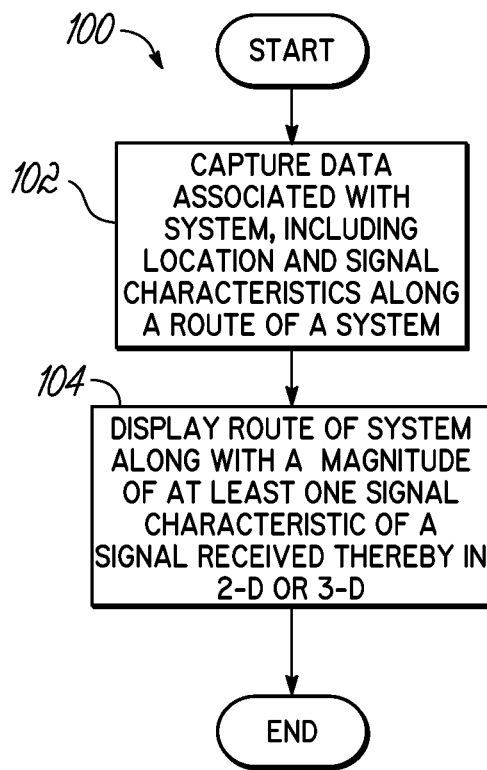 100
START
102
CAPTURE DATA
ASSOCIATED WITH
SYSTEM, INCLUDING
LOCATION AND SIGNAL
CHARACTERISTICS ALONG
A ROUTE OF A SYSTEM
104
DISPLAY ROUTE OF SYSTEM
ALONG WITH A MAGNITUDE
OF AT LEAST ONE SIGNAL
CHARACTERISTIC OF A
SIGNAL RECEIVED THEREBY IN
2-D OR 3-D
END